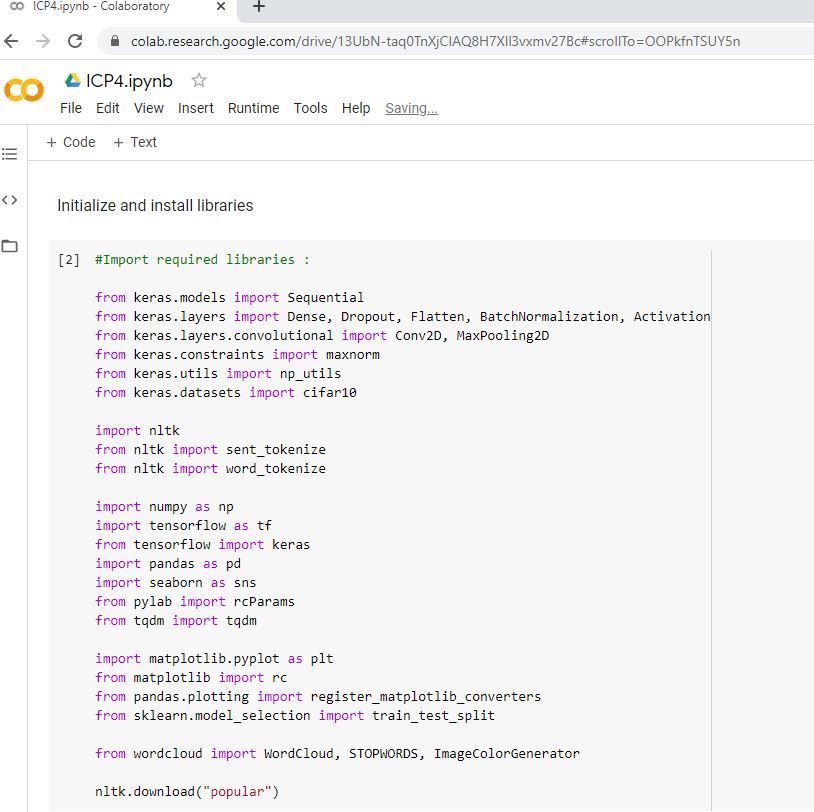 ICP4.ipynb - Colaboratory
colab.research.google.com/drive/13UbN-taq0TnXjCIAQ8H7XlI3vxmv27Bc#scrollTo=OOPkfnTSUY5n
ICP4.ipynb
File Edit View Insert Runtime Tools Help Saving...
+ Code + Text
Initialize and install libraries
[2] #Import required libraries :
from keras.models import Sequential
from keras.layers import Dense, Dropout, Flatten, BatchNormalization, Activation
from keras.layers.convolutional import Conv2D, MaxPooling2D
from keras.constraints import maxnorm
from keras.utils import np_utils
from keras.datasets import cifar10
import nltk
from nltk import sent_tokenize
from nltk import word_tokenize
import numpy as np
import tensorflow as tf
from tensorflow import keras
import pandas as pd
import seaborn as sns
from pylab import rcParams
from tqdm import tqdm
import matplotlib.pyplot as plt
from matplotlib import rc
from pandas.plotting import register_matplotlib_converters
from sklearn.model_selection import train_test_split
from wordcloud import WordCloud, STOPWORDS, ImageColorGenerator
nltk.download("popular")